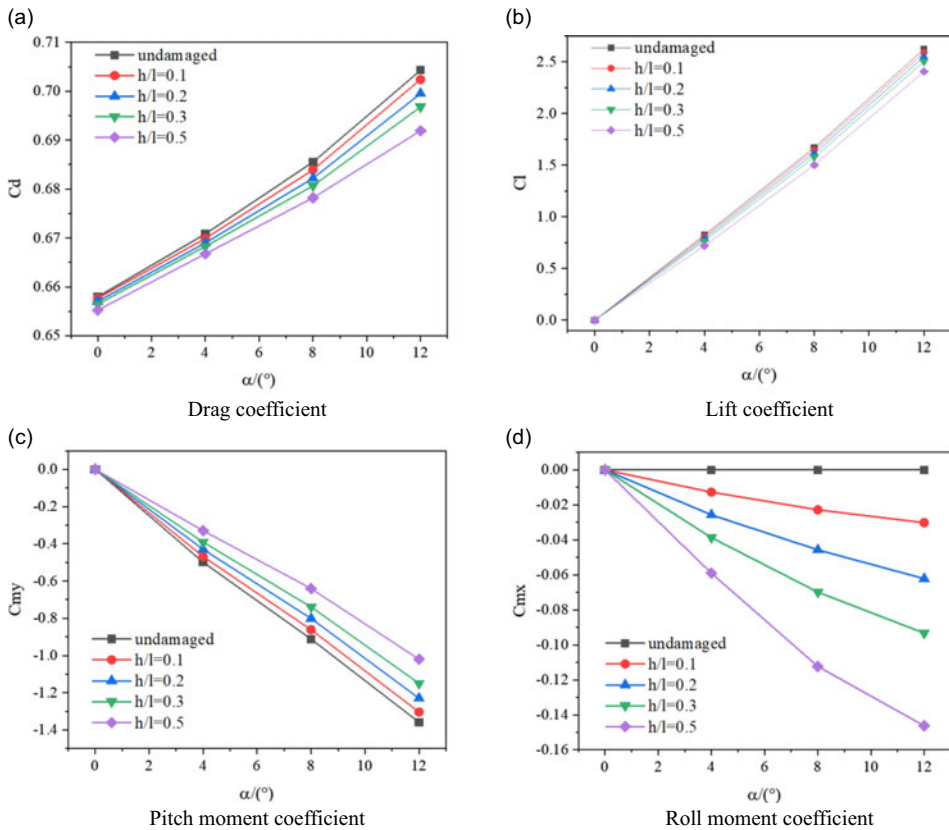 (a)
0.71
0.70
0.69
0.68
0.67
0.66
0.65
Cd
undamaged
h/l=0.1
h/l=0.2
h/l=0.3
h/l=0.5
0 2 4 6 8 10 12
α/(°)
Drag coefficient
(b)
2.5
2.0
1.5
1.0
0.5
0.0
Cl
undamaged
h/l=0.1
h/l=0.2
h/l=0.3
h/l=0.5
0 2 4 6 8 10 12
α/(°)
Lift coefficient
(c)
0.0
-0.2
-0.4
-0.6
-0.8
-1.0
-1.2
-1.4
Cmy
undamaged
h/l=0.1
h/l=0.2
h/l=0.3
h/l=0.5
0 2 4 6 8 10 12
α/(°)
Pitch moment coefficient
(d)
0.00
-0.02
-0.04
-0.06
-0.08
-0.10
-0.12
-0.14
-0.16
Cmx
undamaged
h/l=0.1
h/l=0.2
h/l=0.3
h/l=0.5
0 2 4 6 8 10 12
α/(°)
Roll moment coefficient